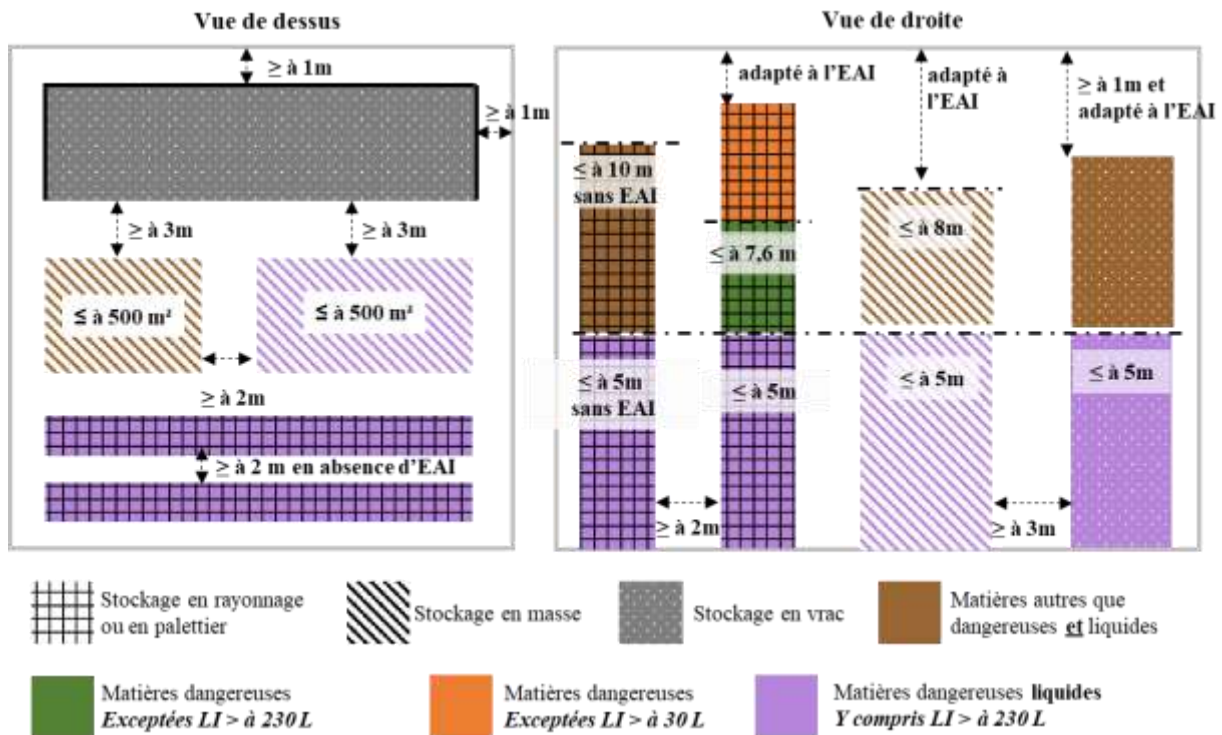 Vue de dessus
≥ à 1m
≥ à 1m
≥ à 3m
≥ à 3m
≤ à 500 m²
≤ à 500 m²
≥ à 2m
≥ à 2 m en absence d'EAI
Vue de droite
adapté à l'EAI
adapté à
l'EAI
≥ à 1m et
adapté à l'EAI
≤ à 10 m
sans EAI
≤ à 7,6 m
≤ à 8m
≤ à 5m
sans EAI
≤ à 5m
≤ à 5m
≤ à 5m
≥ à 2m
≥ à 3m
Stockage en rayonnage
ou en palettier
Stockage en masse
Stockage en vrac
Matières autres que
dangereuses et liquides
Matières dangereuses
Exceptées LI > à 230 L
Matières dangereuses
Exceptées LI > à 30 L
Matières dangereuses liquides
Y compris LI > à 230 L